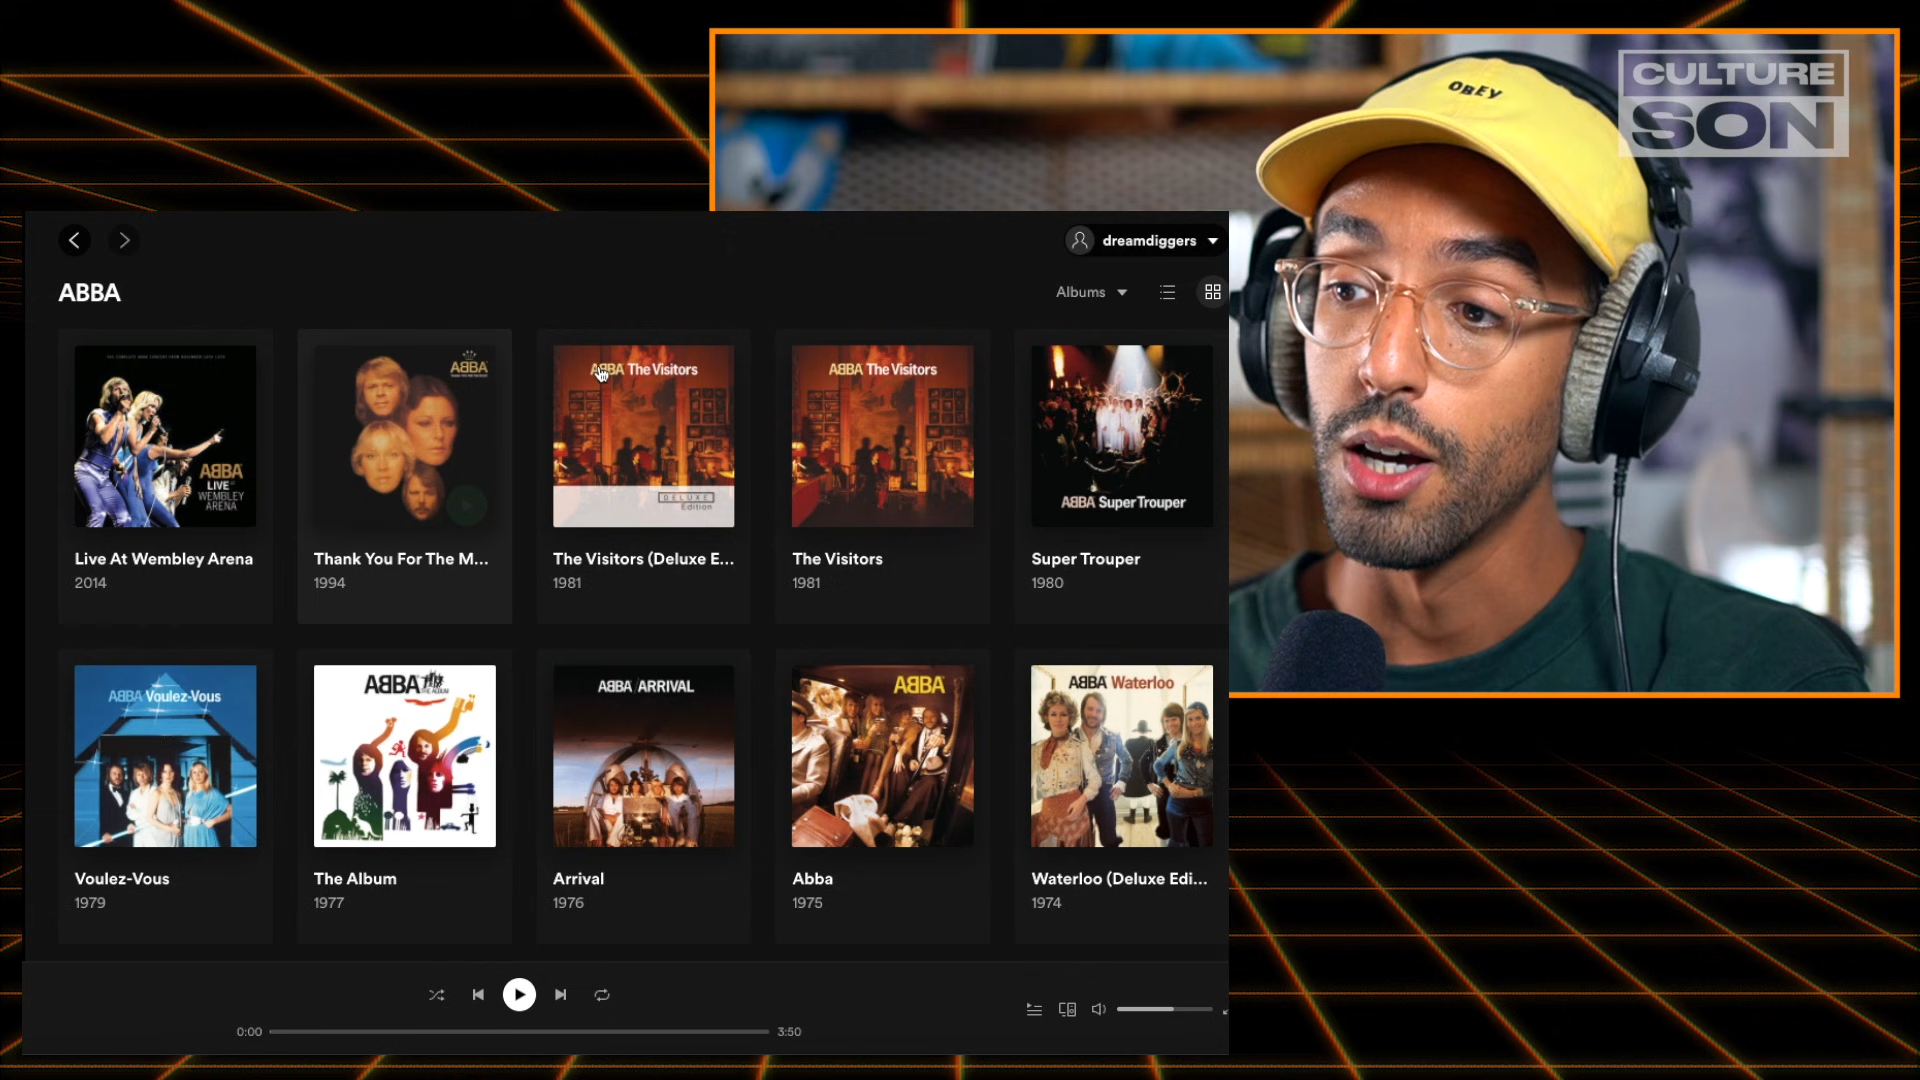 OBEY
CULTURE
SON
dreamdiggers
ABBA
Albums
ABBA
LIVE AT
WEMBLEY
ARENA
ABBA
ABBA The Visitors
DELUXE
Edition
ABBA The Visitors
ABBA Super Trouper
Live At Wembley Arena
2014
Thank You For The M...
1994
The Visitors (Deluxe E...
1981
The Visitors
1981
Super Trouper
1980
ABBA Voulez-Vous
ABBA THE ALBUM
ABBA ARRIVAL
ABBA
ABBA Waterloo
Voulez-Vous
1979
The Album
1977
Arrival
1976
Abba
1975
Waterloo (Deluxe Edi...
1974
0:00
3:50